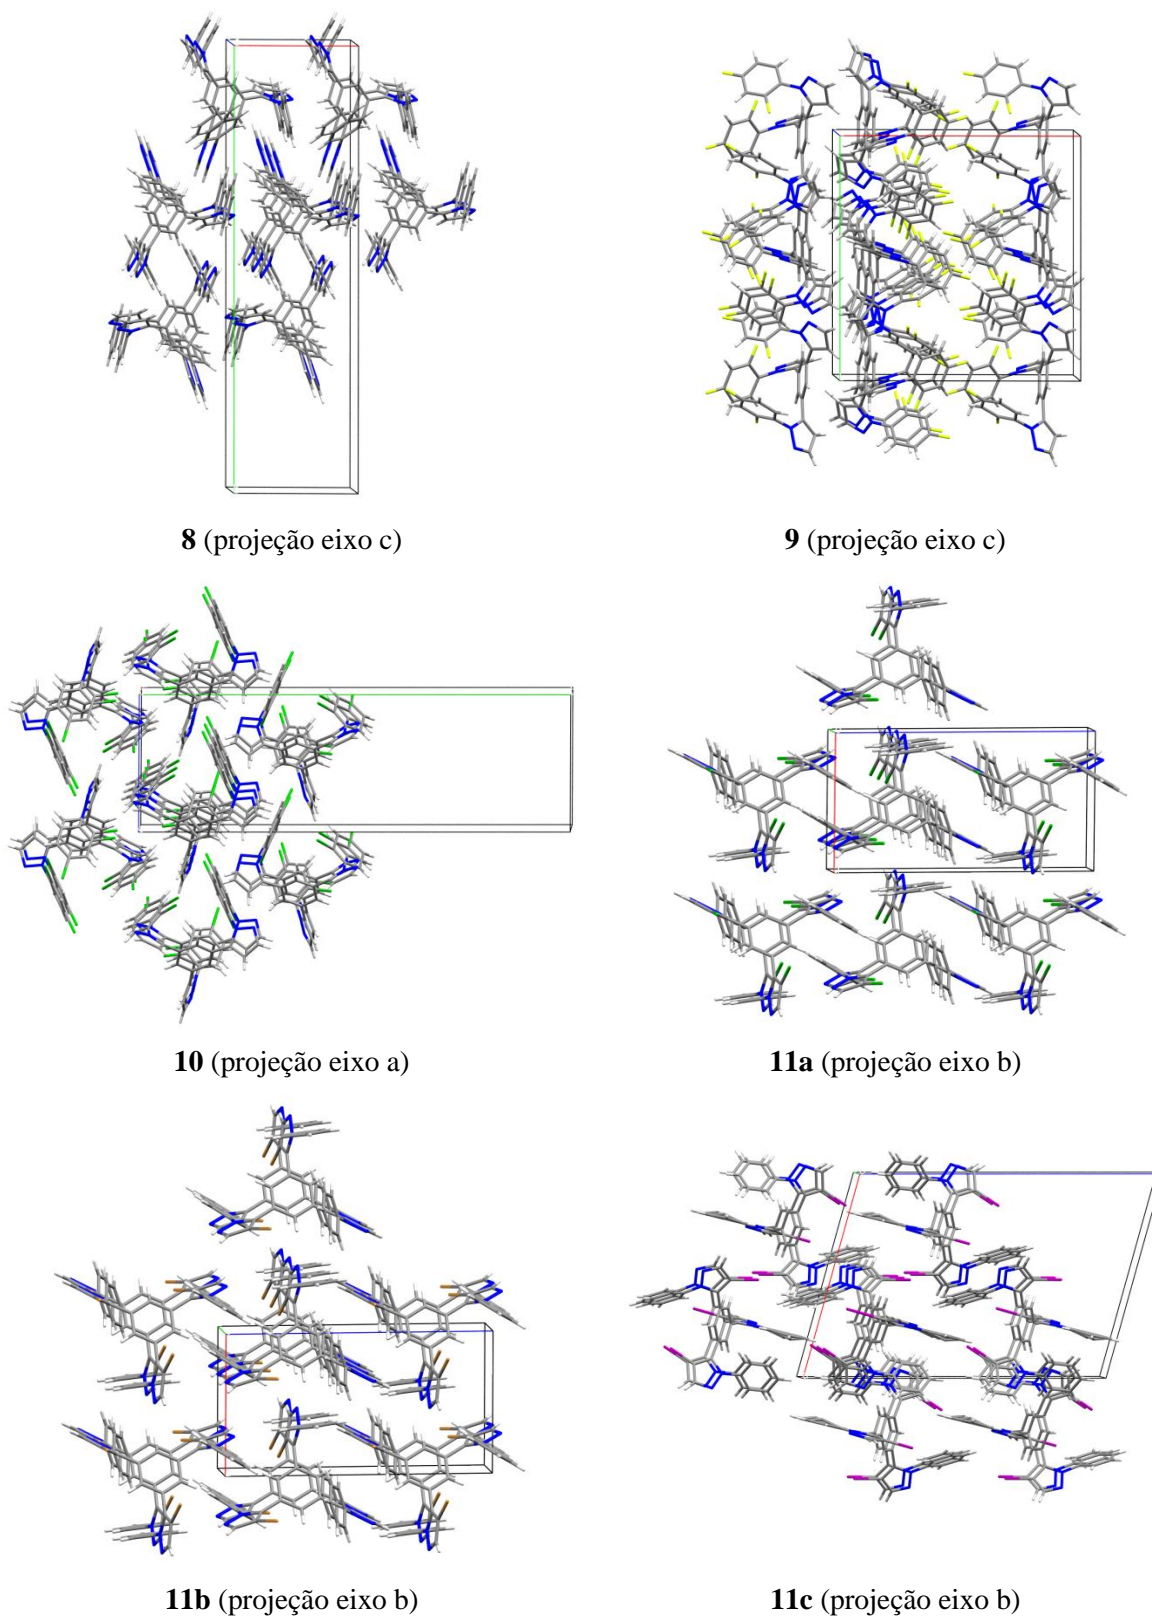 8 (projeção eixo c)
9 (projeção eixo c)
10 (projeção eixo a)
11a (projeção eixo b)
11b (projeção eixo b)
11c (projeção eixo b)